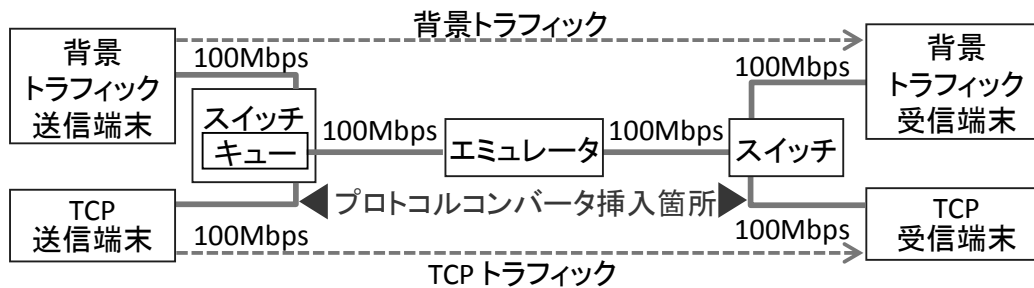 背景トラフィック
背景
トラフィック
送信端末
100Mbps
100Mbps
背景
トラフィック
受信端末
スイッチ
キュー
100Mbps
エミュレータ
100Mbps
スイッチ
プロトコルコンバータ挿入箇所
TCP
送信端末
100Mbps
100Mbps
TCP
受信端末
TCP トラフィック